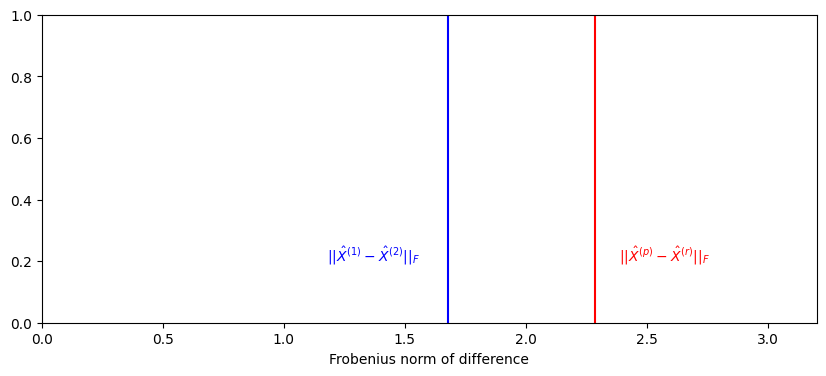 1.0
0.8
0.6
0.4
0.2
0.0
||X̂^(1) − X̂^(2)||_F
||X̂^(p) − X̂^(r)||_F
0.0 0.5 1.0 1.5 2.0 2.5 3.0
Frobenius norm of difference